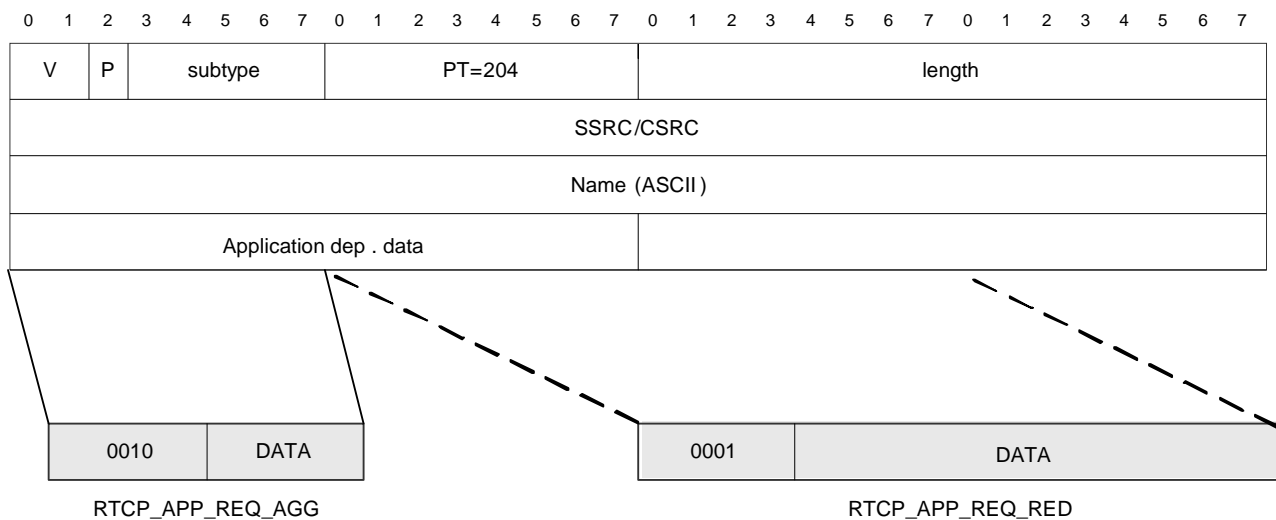 0 1 2 3 4 5 6 7 0 1 2 3 4 5 6 7 0 1 3 4 5 6 7 0 1 2 3 4 5 6 7
V P subtype PT=204 length
SSRC/CSRC
Name (ASCII)
Application dep . data
0010 DATA 0001 DATA
RTCP_APP_REQ_AGG RTCP_APP_REQ_RED